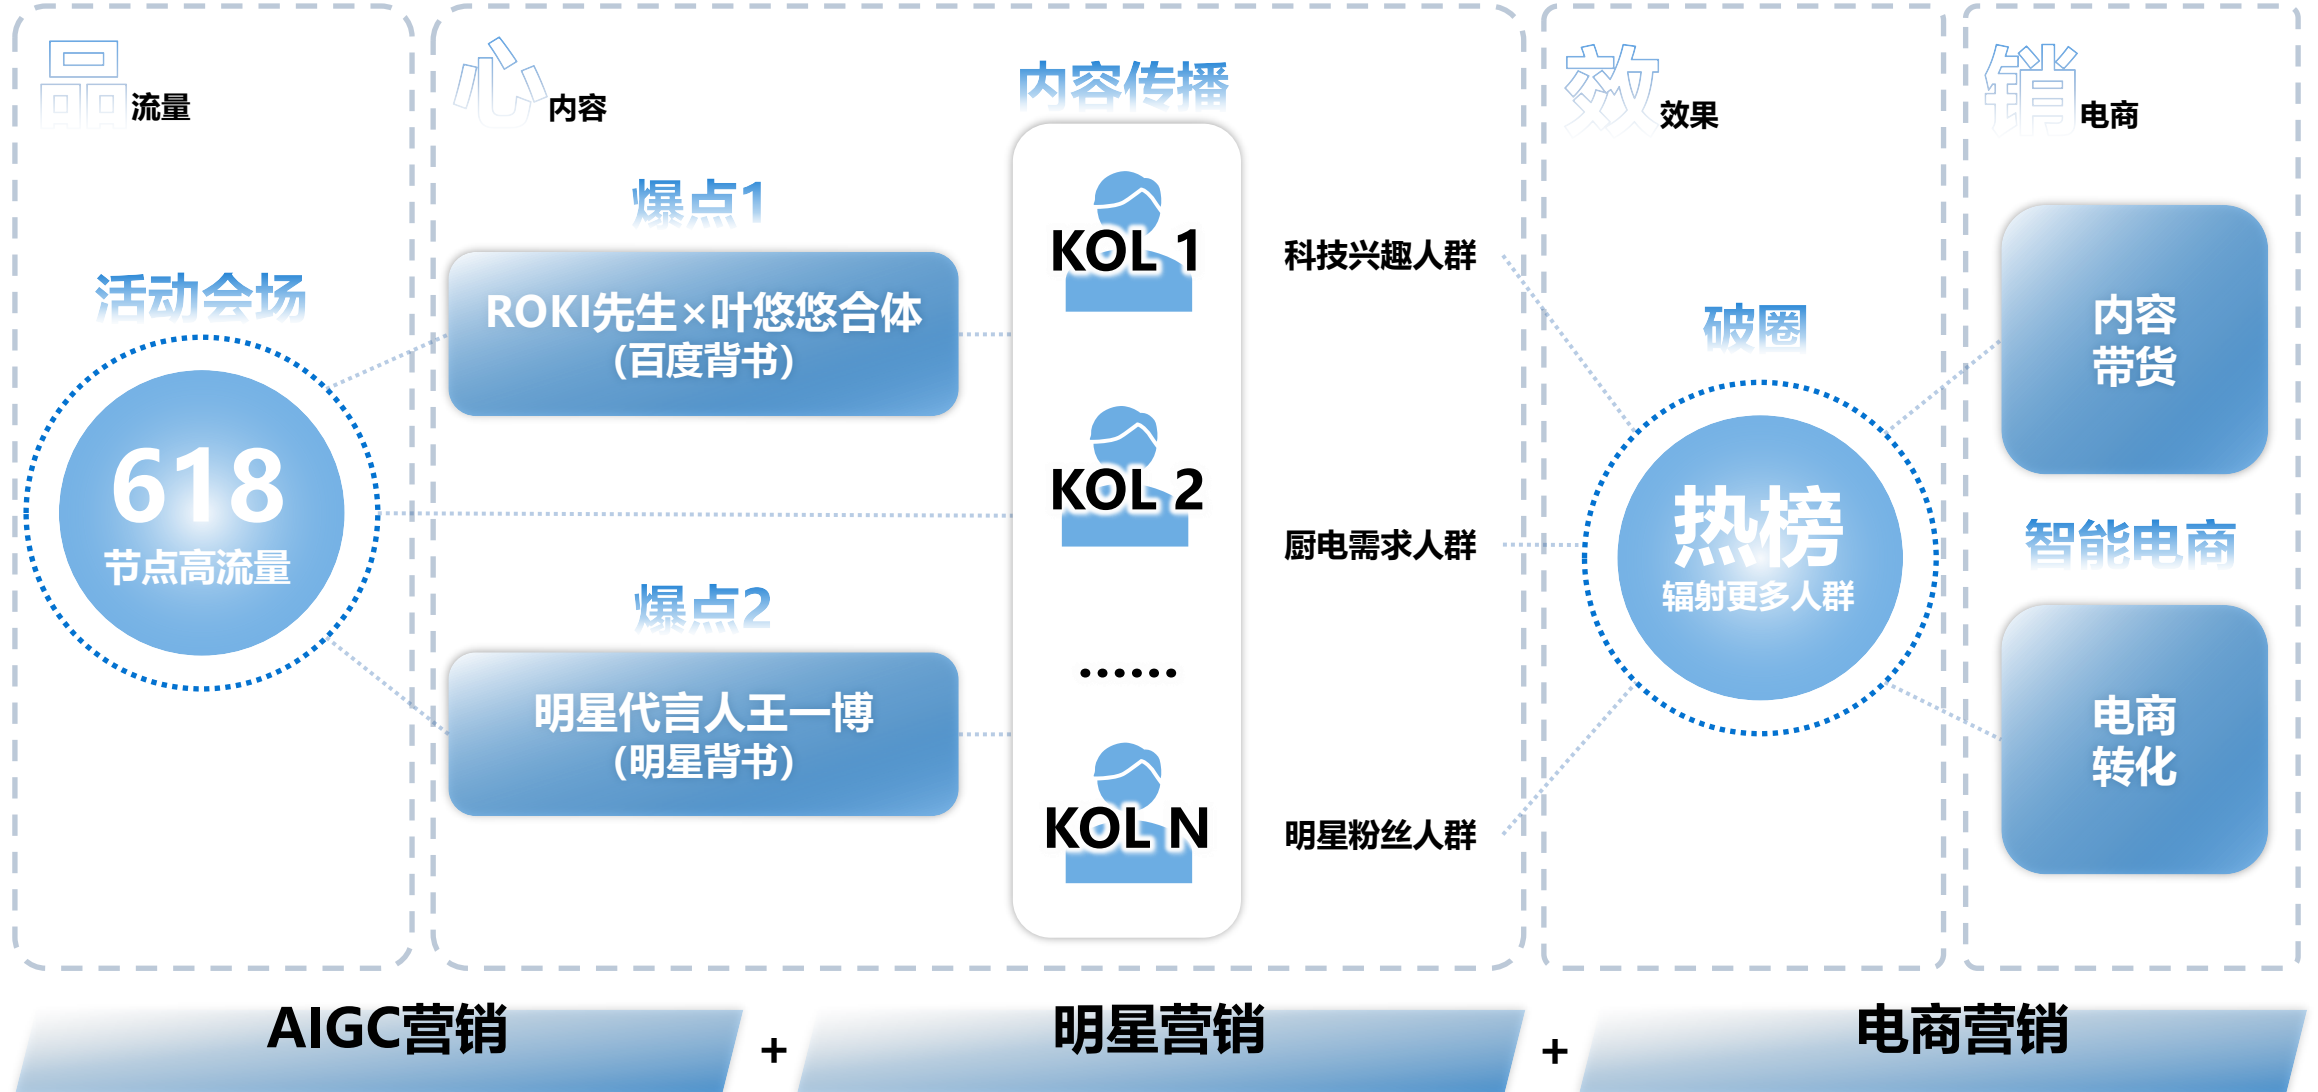 品 流量
活动会场
618
节点高流量
心 内容
爆点1
ROKI先生×叶悠悠合体
（百度背书）
爆点2
明星代言人王一博
（明星背书）
内容传播
KOL 1
KOL 2
……
KOL N
科技兴趣人群
厨电需求人群
明星粉丝人群
效 效果
破圈
热榜
辐射更多人群
销 电商
内容
带货
智能电商
电商
转化
AIGC营销
+
明星营销
+
电商营销